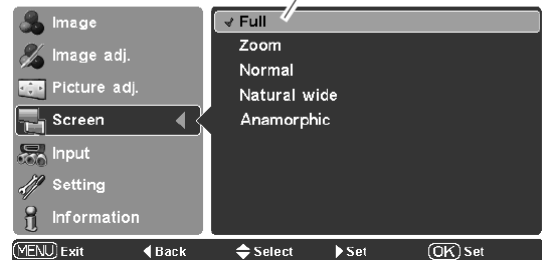 Image
Image adj.
Picture adj.
Screen
Input
Setting
Information
Full
Zoom
Normal
Natural wide
Anamorphic
MENU Exit Back Select Set OK Set